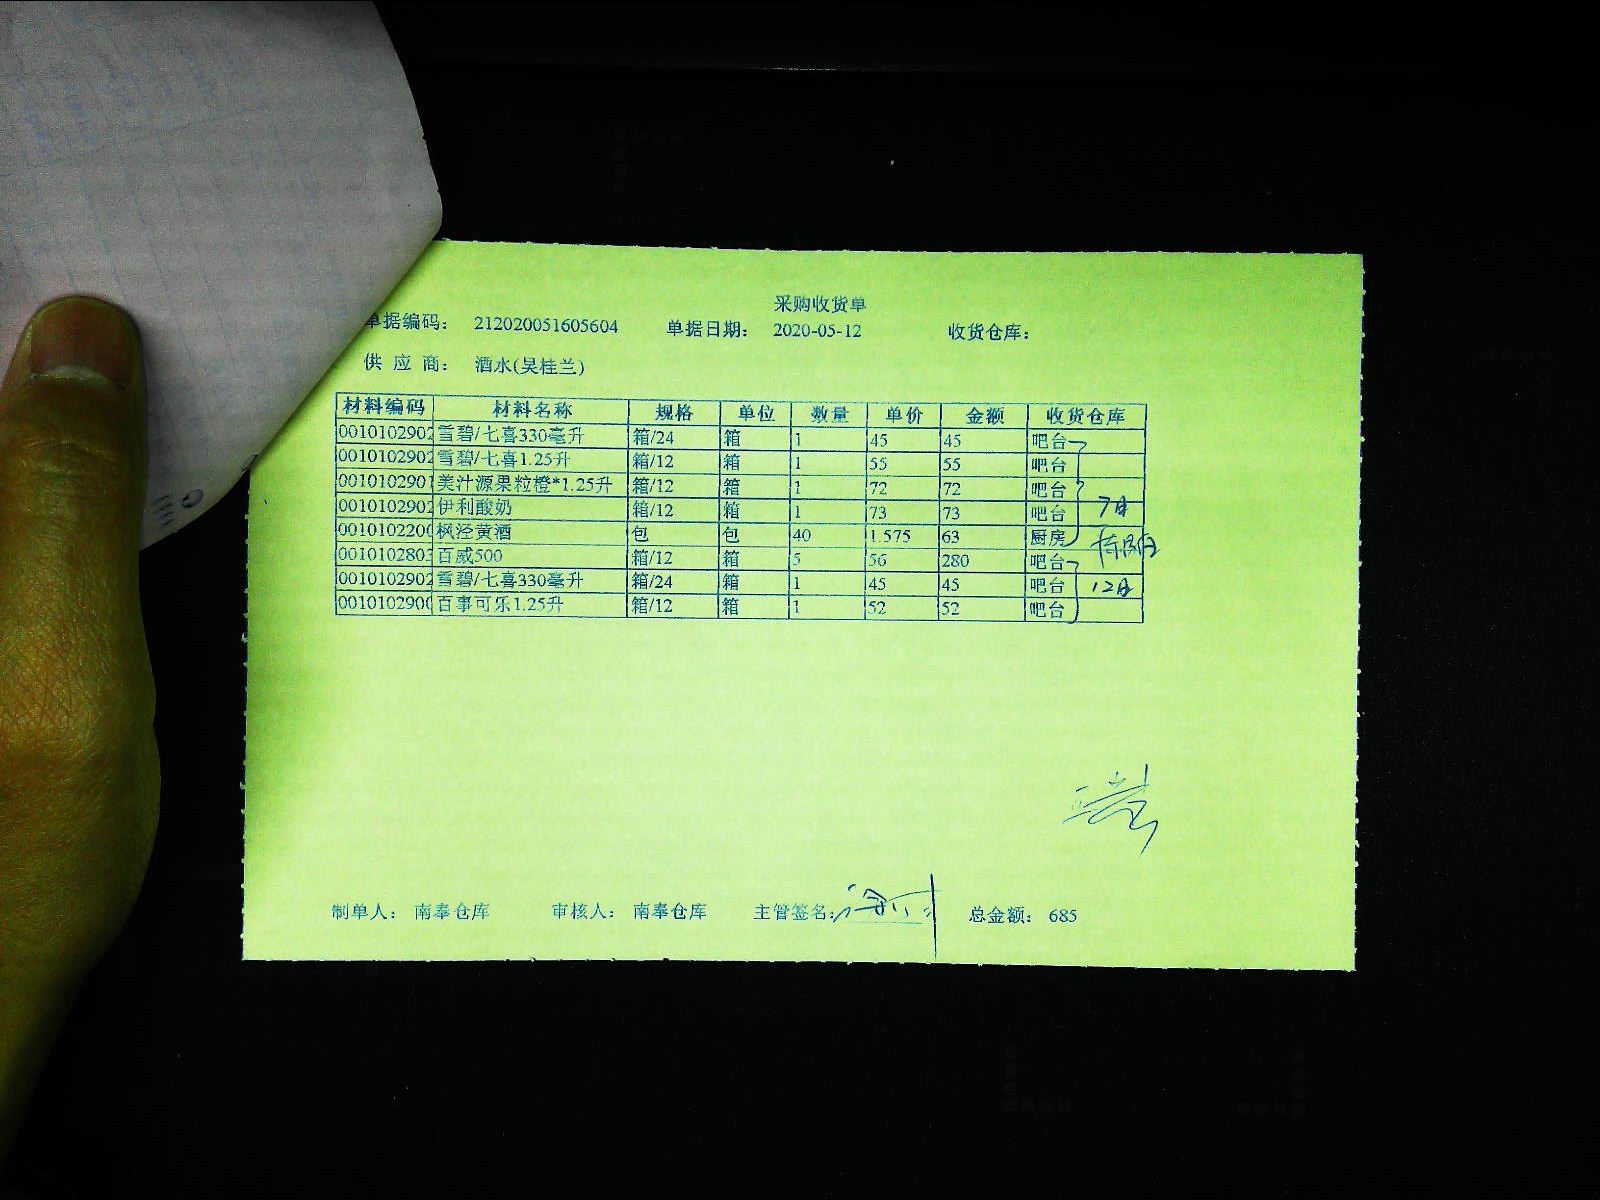 采购收货单
单据编码： 212020051605604 单据日期： 2020-05-12 收货仓库：
供 应 商： 酒水(吴桂兰)
材料编码 材料名称 规格 单位 数量 单价 金额 收货仓库
0010102902 雪碧/七喜330毫升 箱/24 箱 1 45 45 吧台
0010102902 雪碧/七喜1.25升 箱/12 箱 1 55 55 吧台
0010102901 美汁源果粒橙*1.25升 箱/12 箱 1 72 72 吧台
0010102902 伊利酸奶 箱/12 箱 1 73 73 吧台 7日
0010102200 枫泾黄酒 包 包 40 1.575 63 厨房
0010102803 百威500 箱/12 箱 5 56 280 吧台
0010102902 雪碧/七喜330毫升 箱/24 箱 1 45 45 吧台 12日
0010102900 百事可乐1.25升 箱/12 箱 1 52 52 吧台
制单人： 南奉仓库 审核人： 南奉仓库 主管签名： 总金额： 685